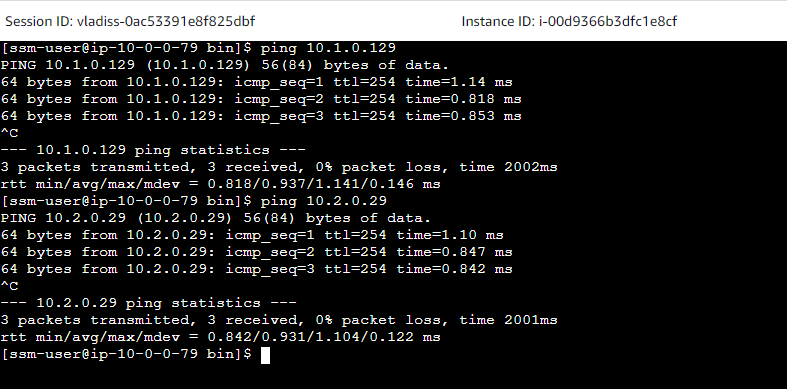 Session ID: vladiss-0ac53391e8f825dbf Instance ID: i-00d9366b3dfc1e8cf
[ssm-user@ip-10-0-0-79 bin]$ ping 10.1.0.129
PING 10.1.0.129 (10.1.0.129) 56(84) bytes of data.
64 bytes from 10.1.0.129: icmp_seq=1 ttl=254 time=1.14 ms
64 bytes from 10.1.0.129: icmp_seq=2 ttl=254 time=0.818 ms
64 bytes from 10.1.0.129: icmp_seq=3 ttl=254 time=0.853 ms
^C
--- 10.1.0.129 ping statistics ---
3 packets transmitted, 3 received, 0% packet loss, time 2002ms
rtt min/avg/max/mdev = 0.818/0.937/1.141/0.146 ms
[ssm-user@ip-10-0-0-79 bin]$ ping 10.2.0.29
PING 10.2.0.29 (10.2.0.29) 56(84) bytes of data.
64 bytes from 10.2.0.29: icmp_seq=1 ttl=254 time=1.10 ms
64 bytes from 10.2.0.29: icmp_seq=2 ttl=254 time=0.847 ms
64 bytes from 10.2.0.29: icmp_seq=3 ttl=254 time=0.842 ms
^C
--- 10.2.0.29 ping statistics ---
3 packets transmitted, 3 received, 0% packet loss, time 2001ms
rtt min/avg/max/mdev = 0.842/0.931/1.104/0.122 ms
[ssm-user@ip-10-0-0-79 bin]$